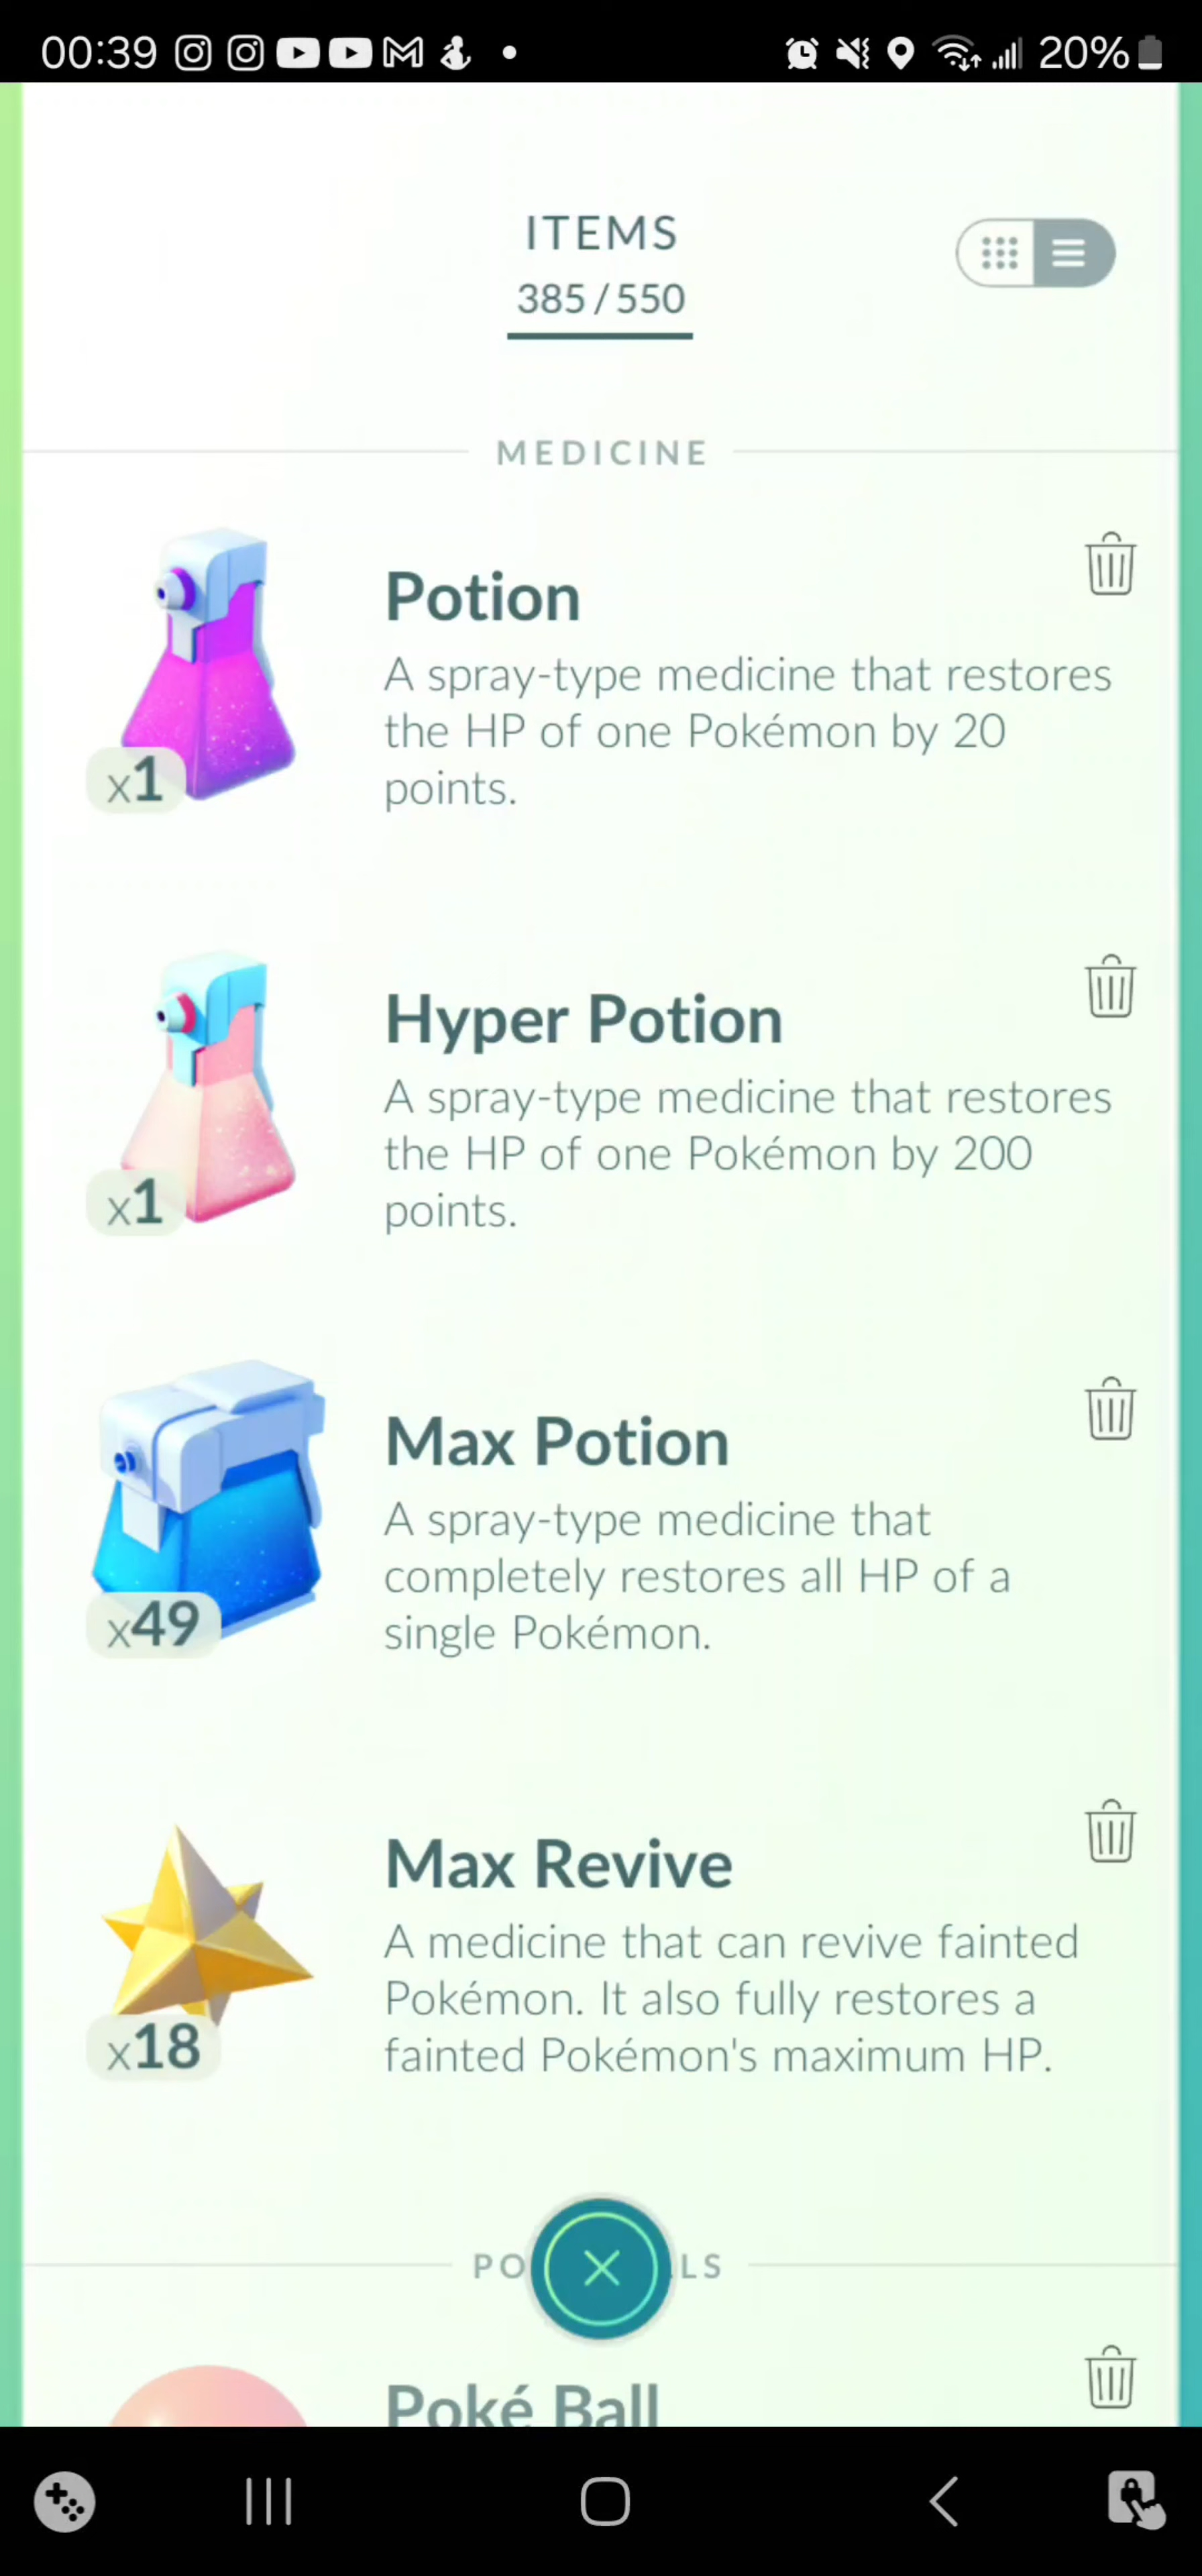 00:39 20%
ITEMS
385/550
MEDICINE
Potion
A spray-type medicine that restores
the HP of one Pokémon by 20
points.
x1
Hyper Potion
A spray-type medicine that restores
the HP of one Pokémon by 200
points.
x1
Max Potion
A spray-type medicine that
completely restores all HP of a
single Pokémon.
x49
Max Revive
A medicine that can revive fainted
Pokémon. It also fully restores a
fainted Pokémon's maximum HP.
x18
Poké Ball